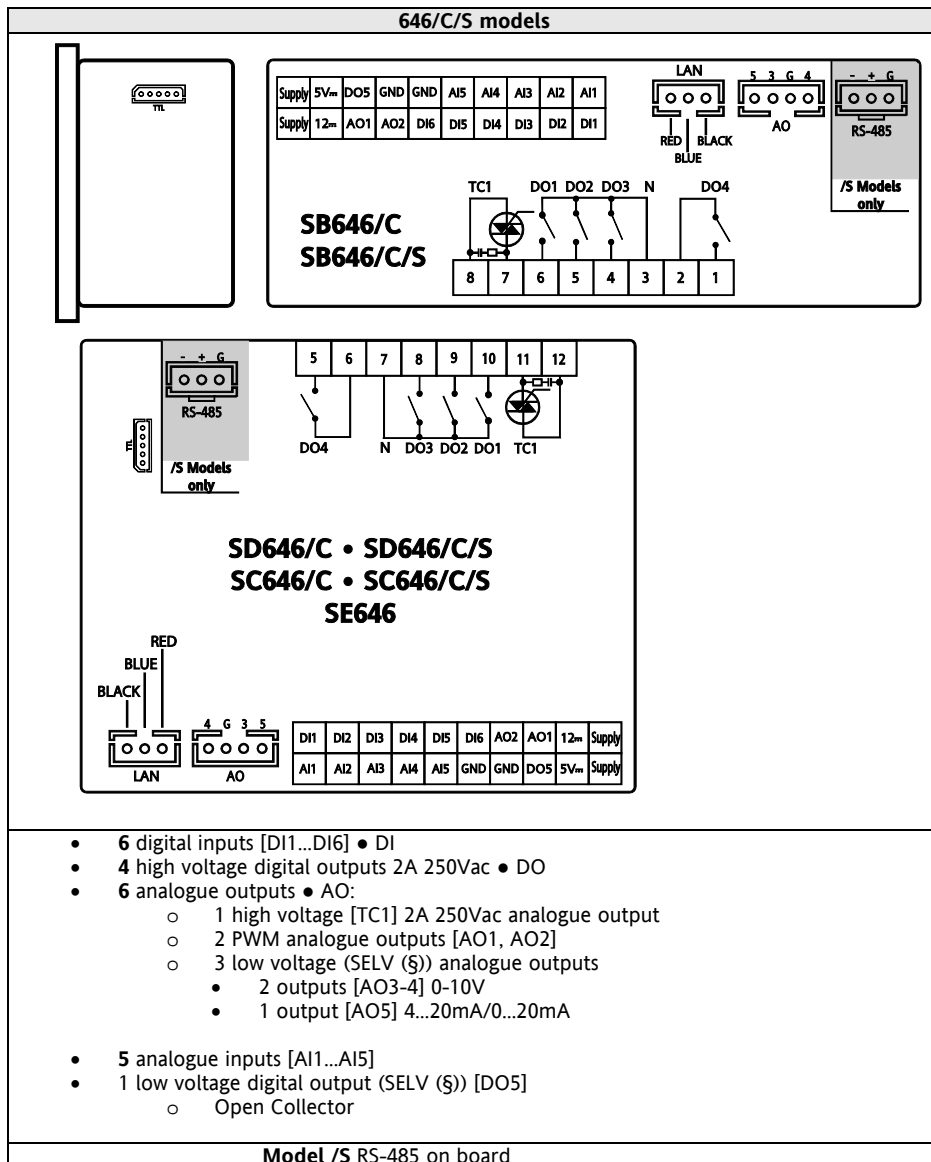 646/C/S models
TTL
Supply 5V⎓ DO5 GND GND AI5 AI4 AI3 AI2 AI1
Supply 12⎓ AO1 AO2 DI6 DI5 DI4 DI3 DI2 DI1
LAN
RED BLACK
BLUE
5 3 G 4
AO
- + G
RS-485
/S Models
only
SB646/C
SB646/C/S
TC1 DO1 DO2 DO3 N DO4
8 7 6 5 4 3 2 1
- + G
RS-485
TTL
/S Models
only
5 6 7 8 9 10 11 12
DO4 N DO3 DO2 DO1 TC1
SD646/C • SD646/C/S
SC646/C • SC646/C/S
SE646
RED
BLUE
BLACK
LAN
4 G 3 5
AO
DI1 DI2 DI3 DI4 DI5 DI6 AO2 AO1 12⎓ Supply
AI1 AI2 AI3 AI4 AI5 GND GND DO5 5V⎓ Supply
• 6 digital inputs [DI1...DI6] ● DI
• 4 high voltage digital outputs 2A 250Vac ● DO
• 6 analogue outputs ● AO:
o 1 high voltage [TC1] 2A 250Vac analogue output
o 2 PWM analogue outputs [AO1, AO2]
o 3 low voltage (SELV (§)) analogue outputs
• 2 outputs [AO3-4] 0-10V
• 1 output [AO5] 4...20mA/0...20mA
• 5 analogue inputs [AI1...AI5]
• 1 low voltage digital output (SELV (§)) [DO5]
o Open Collector
Model /S RS-485 on board